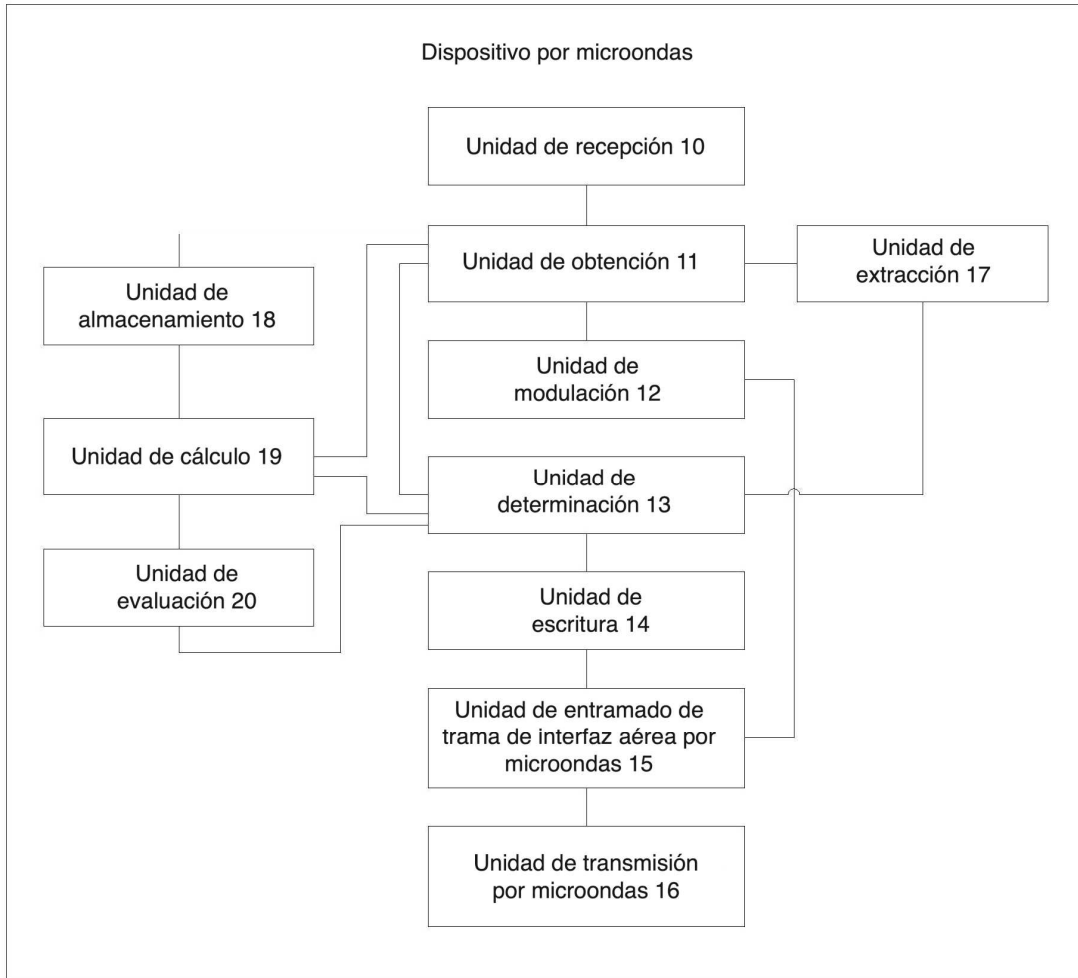 Dispositivo por microondas
Unidad de recepción 10
Unidad de obtención 11
Unidad de
extracción 17
Unidad de
almacenamiento 18
Unidad de
modulación 12
Unidad de cálculo 19
Unidad de
determinación 13
Unidad de
evaluación 20
Unidad de
escritura 14
Unidad de entramado de
trama de interfaz aérea por
microondas 15
Unidad de transmisión
por microondas 16